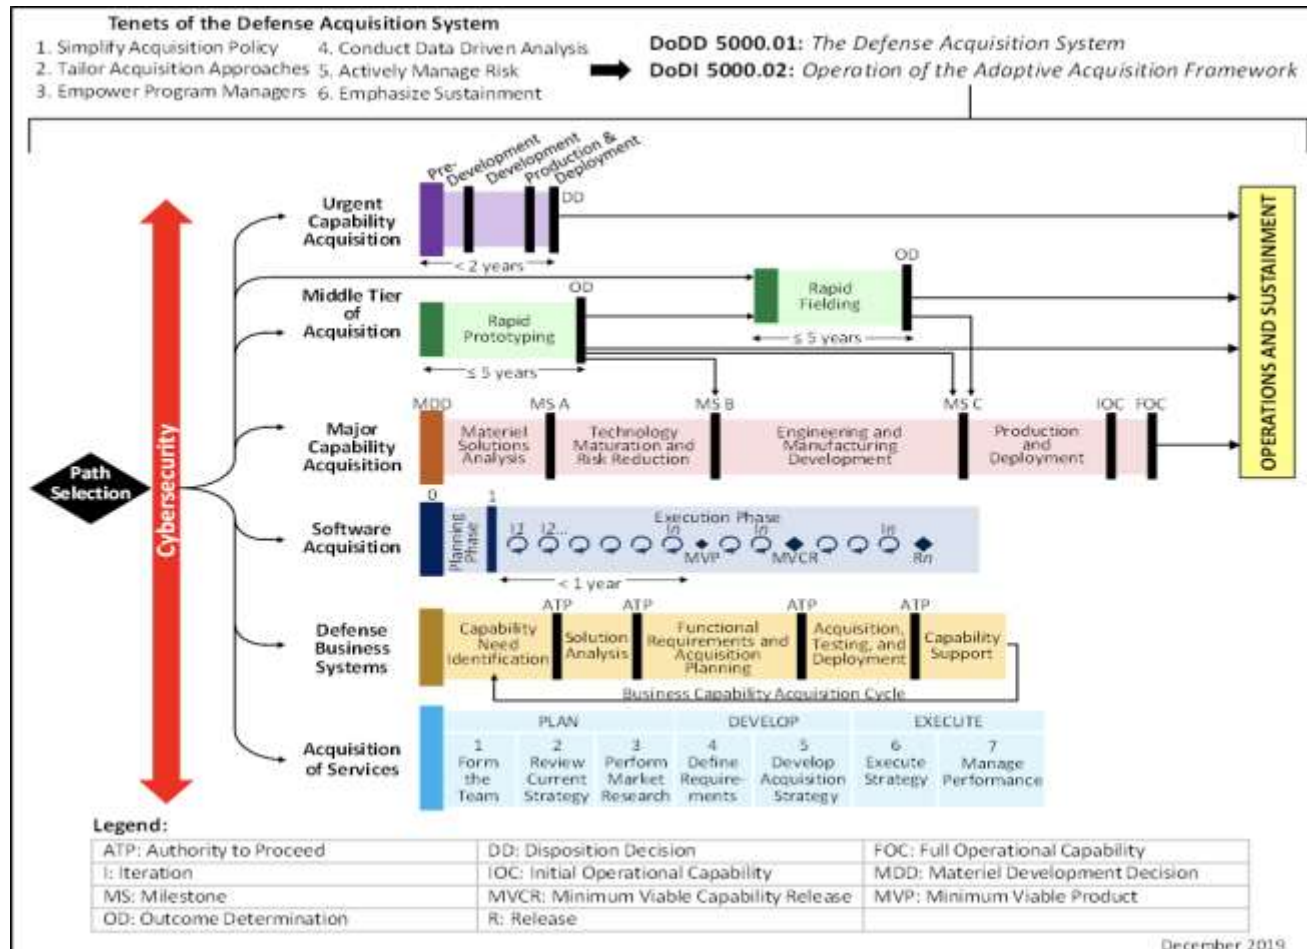 Tenets of the Defense Acquisition System
1. Simplify Acquisition Policy
2. Tailor Acquisition Approaches
3. Empower Program Managers
4. Conduct Data Driven Analysis
5. Actively Manage Risk
6. Emphasize Sustainment
DoDD 5000.01: The Defense Acquisition System
DoDI 5000.02: Operation of the Adaptive Acquisition Framework
Path
Selection
Cybersecurity
Urgent
Capability
Acquisition
Pre-
Development
Development
Production &
Deployment
DD
< 2 years
Middle Tier
of
Acquisition
Rapid
Prototyping
OD
≤ 5 years
Rapid
Fielding
OD
≤ 5 years
Major
Capability
Acquisition
MDD
Materiel
Solutions
Analysis
MS A
Technology
Maturation and
Risk Reduction
MS B
Engineering and
Manufacturing
Development
MS C
Production
and
Deployment
IOC
FOC
OPERATIONS AND SUSTAINMENT
Software
Acquisition
0
Planning
Phase
1
Execution Phase
I1
I2...
In
MVP
In
MVCR
In
Rn
< 1 year
Defense
Business
Systems
Capability
Need
Identification
ATP
Solution
Analysis
ATP
Functional
Requirements and
Acquisition
Planning
ATP
Acquisition,
Testing, and
Deployment
ATP
Capability
Support
Business Capability Acquisition Cycle
Acquisition
of Services
PLAN
DEVELOP
EXECUTE
1
Form
the
Team
2
Review
Current
Strategy
3
Perform
Market
Research
4
Define
Require-
ments
5
Develop
Acquisition
Strategy
6
Execute
Strategy
7
Manage
Performance
Legend:
ATP: Authority to Proceed
DD: Disposition Decision
FOC: Full Operational Capability
I: Iteration
IOC: Initial Operational Capability
MDD: Materiel Development Decision
MS: Milestone
MVCR: Minimum Viable Capability Release
MVP: Minimum Viable Product
OD: Outcome Determination
R: Release
December 2019